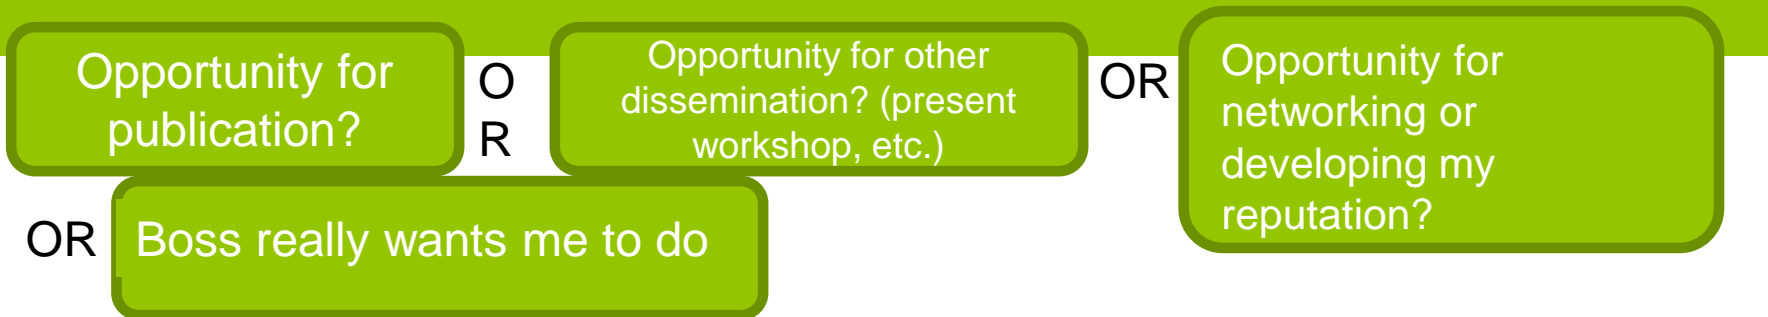 Opportunity for
publication?
O
R
Opportunity for other
dissemination? (present
workshop, etc.)
OR
Opportunity for
networking or
developing my
reputation?
OR
Boss really wants me to do